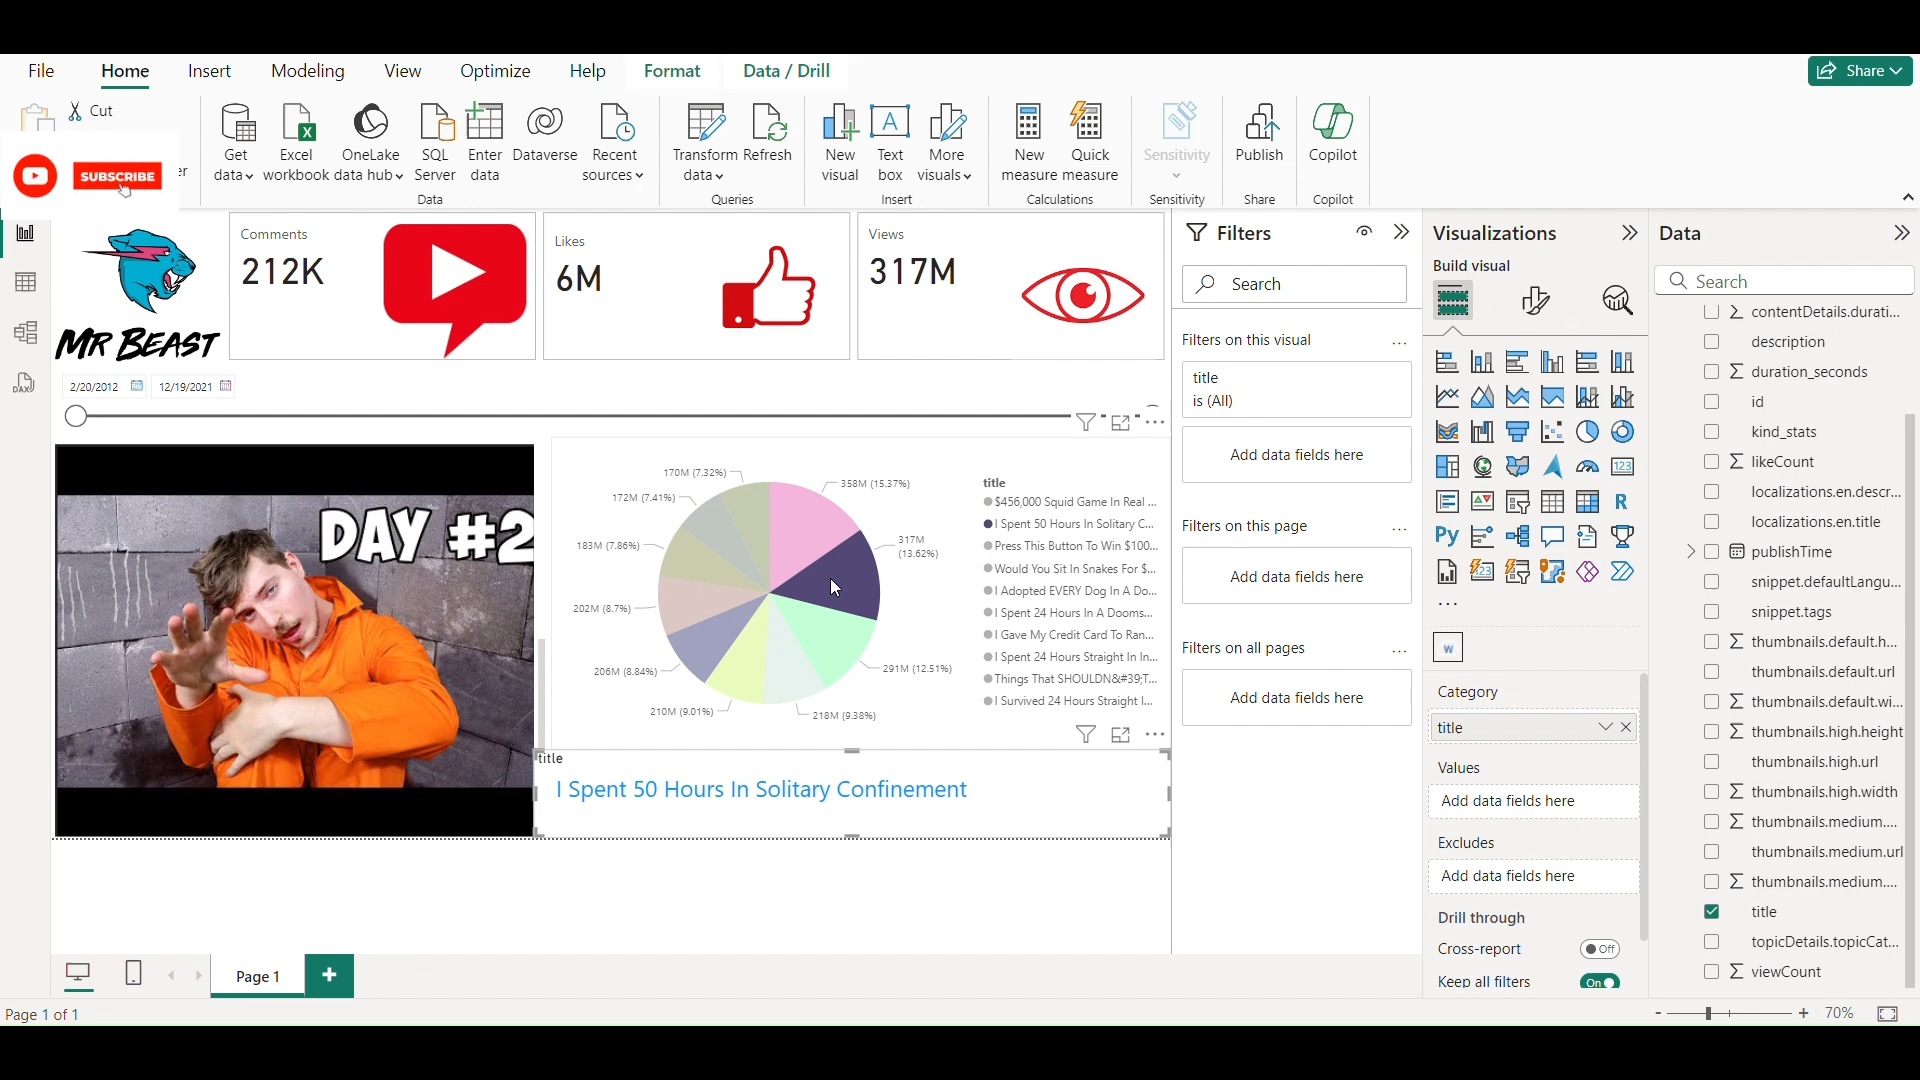 File Home Insert Modeling View Optimize Help Format Data / Drill Share
Cut
SUBSCRIBE
er
Get data
Excel workbook
OneLake data hub
SQL Server
Enter data
Dataverse
Recent sources
Transform data
Refresh
New visual
Text box
More visuals
New measure
Quick measure
Sensitivity
Publish
Copilot
Data
Queries
Insert
Calculations
Sensitivity
Share
Copilot
MR BEAST
Comments
212K
Likes
6M
Views
317M
2/20/2012
12/19/2021
DAY #2
170M (7.32%)
358M (15.37%)
172M (7.41%)
317M
(13.62%)
183M (7.86%)
202M (8.7%)
206M (8.84%)
291M (12.51%)
210M (9.01%)
218M (9.38%)
title
$456,000 Squid Game In Real ...
I Spent 50 Hours In Solitary C...
Press This Button To Win $100...
Would You Sit In Snakes For $...
I Adopted EVERY Dog In A Do...
I Spent 24 Hours In A Dooms...
I Gave My Credit Card To Ran...
I Spent 24 Hours Straight In In...
Things That SHOULDN&#39;T...
I Survived 24 Hours Straight I...
title
I Spent 50 Hours In Solitary Confinement
Filters
Search
Filters on this visual ...
title
is (All)
Add data fields here
Filters on this page ...
Add data fields here
Filters on all pages ...
Add data fields here
Visualizations
Build visual
123
R
Py
123
...
w
Category
title
Values
Add data fields here
Excludes
Add data fields here
Drill through
Cross-report Off
Keep all filters On
Data
Search
contentDetails.durati...
description
duration_seconds
id
kind_stats
likeCount
localizations.en.descr...
localizations.en.title
publishTime
snippet.defaultLangu...
snippet.tags
thumbnails.default.h...
thumbnails.default.url
thumbnails.default.wi...
thumbnails.high.height
thumbnails.high.url
thumbnails.high.width
thumbnails.medium....
thumbnails.medium.url
thumbnails.medium....
title
topicDetails.topicCat...
viewCount
DAX
Page 1 +
Page 1 of 1
- + 70%